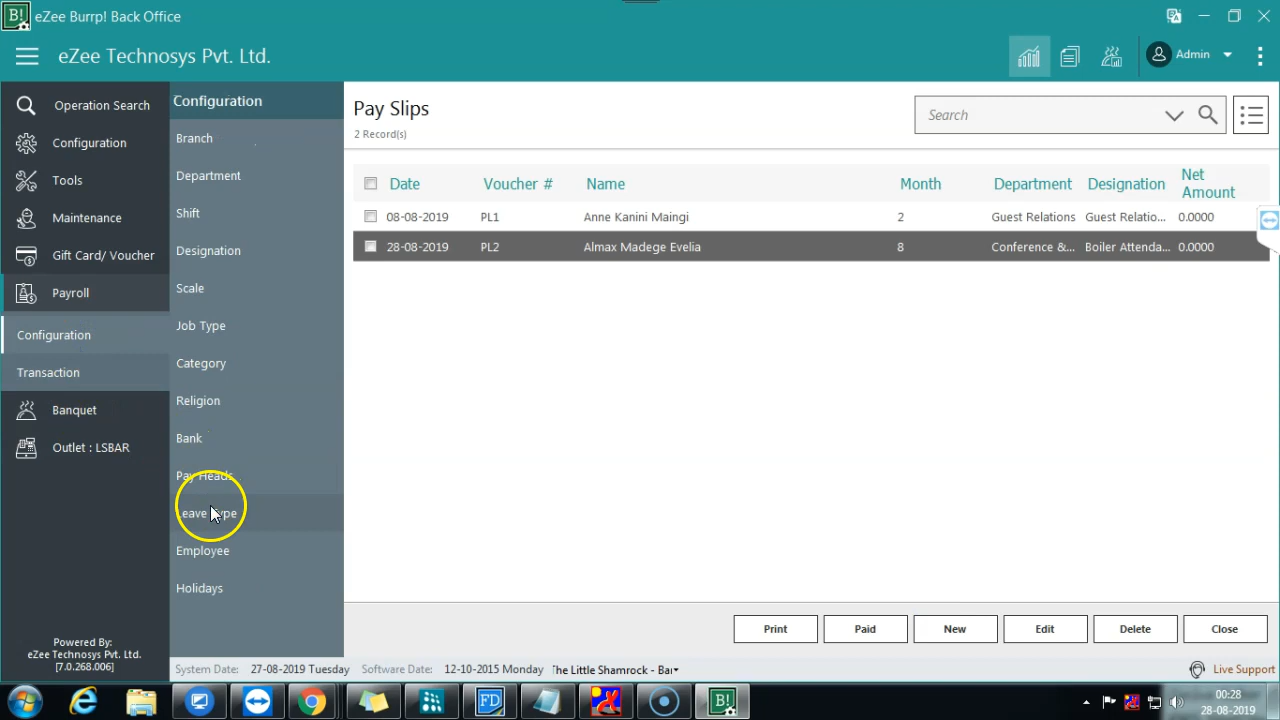 B! eZee Burrp! Back Office
eZee Technosys Pvt. Ltd.
Admin
Operation Search
Configuration
Tools
Maintenance
Gift Card/ Voucher
Payroll
Configuration
Transaction
Banquet
Outlet : LSBAR
Powered By:
eZee Technosys Pvt. Ltd.
[7.0.268.006]
Configuration
Branch
Department
Shift
Designation
Scale
Job Type
Category
Religion
Bank
Pay Heads
Leave Type
Employee
Holidays
Pay Slips
2 Record(s)
Search
Date Voucher # Name Month Department Designation Net Amount
08-08-2019 PL1 Anne Kanini Maingi 2 Guest Relations Guest Relatio... 0.0000
28-08-2019 PL2 Almax Madege Evelia 8 Conference &... Boiler Attenda... 0.0000
Print Paid New Edit Delete Close
System Date: 27-08-2019 Tuesday Software Date: 12-10-2015 Monday The Little Shamrock - Bar Live Support
FD B! 00:28
28-08-2019